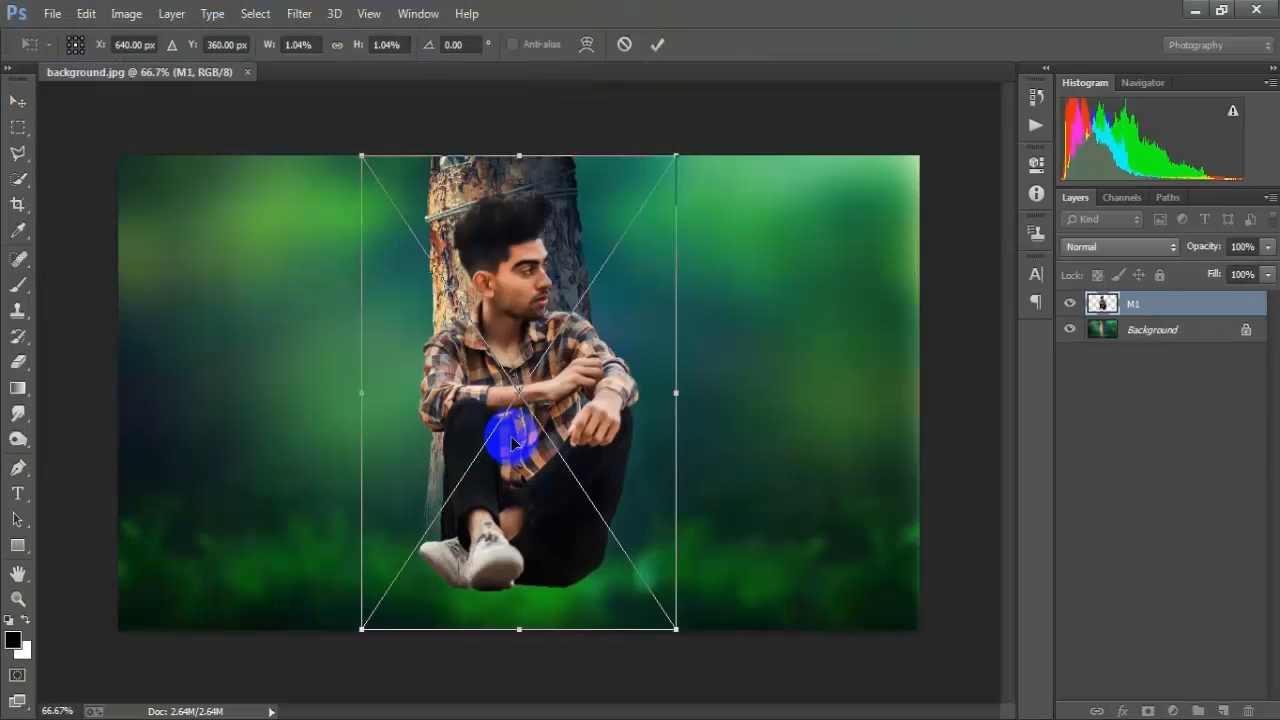 Ps File Edit Image Layer Type Select Filter 3D View Window Help
X: 640.00 px Y: 360.00 px W: 1.04% H: 1.04% 0.00 ° Anti-alias Photography
background.jpg @ 66.7% (M1, RGB/8) ×
Histogram Navigator
Layers Channels Paths
Kind
Normal Opacity: 100%
Lock: Fill: 100%
M1
Background
66.67% Doc: 2.64M/2.64M